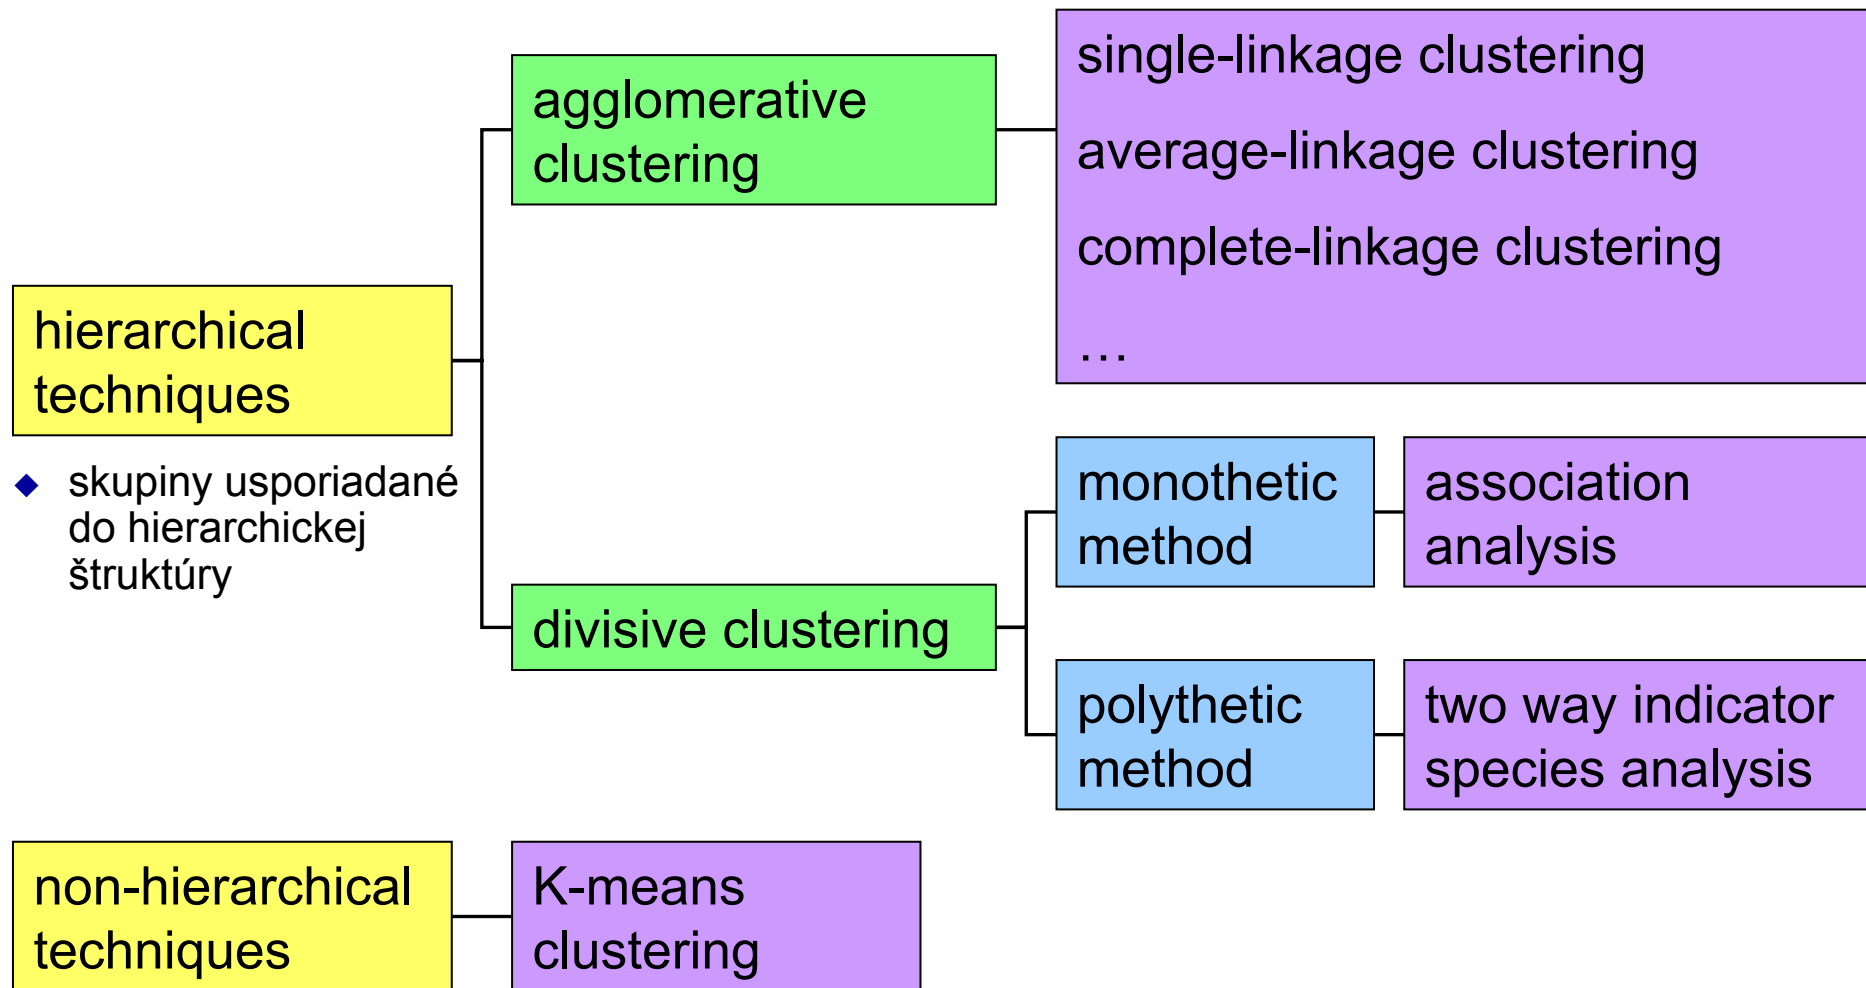 hierarchical
techniques
skupiny usporiadané
do hierarchickej
štruktúry
agglomerative
clustering
single-linkage clustering
average-linkage clustering
complete-linkage clustering
…
divisive clustering
monothetic
method
association
analysis
polythetic
method
two way indicator
species analysis
non-hierarchical
techniques
K-means
clustering